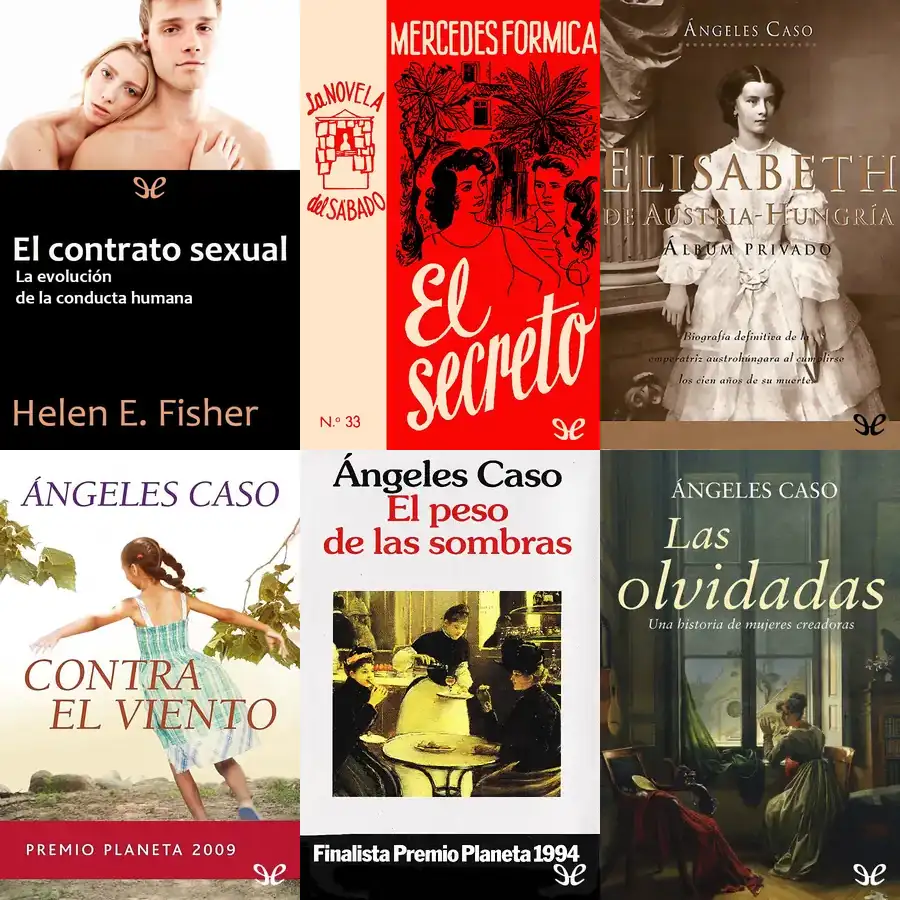 El contrato sexual
La evolución
de la conducta humana
Helen E. Fisher
La NOVELA
del SÁBADO
N.º 33
MERCEDES FORMICA
El
secreto
ÁNGELES CASO
ELISABETH
DE AUSTRIA-HUNGRÍA
ÁLBUM PRIVADO
Biografía definitiva de la
emperatriz austrohúngara al cumplirse
los cien años de su muerte.
ÁNGELES CASO
CONTRA
EL VIENTO
PREMIO PLANETA 2009
Ángeles Caso
El peso
de las sombras
Finalista Premio Planeta 1994
ÁNGELES CASO
Las
olvidadas
Una historia de mujeres creadoras